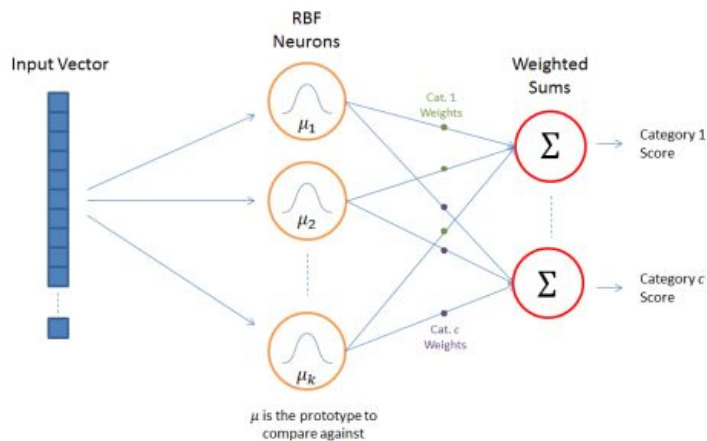 RBF
Neurons
Input Vector
Weighted
Sums
μ1
Cat. 1
Weights
Σ
Category 1
Score
μ2
Σ
Category c
Score
Cat. c
Weights
μk
μ is the prototype to
compare against